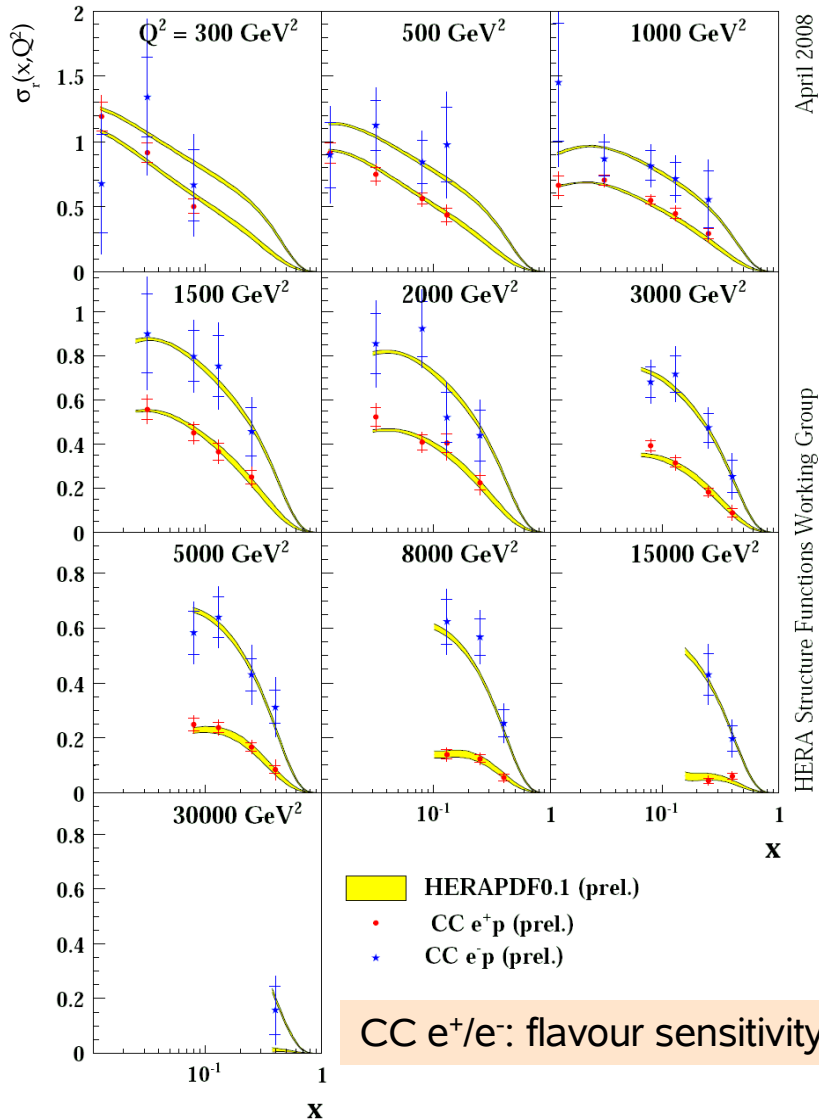 σr(x,Q²)
Q² = 300 GeV²
500 GeV²
1000 GeV²
April 2008
2
1.5
1
0.5
0
1500 GeV²
2000 GeV²
3000 GeV²
1
0.8
0.6
0.4
0.2
0
5000 GeV²
8000 GeV²
15000 GeV²
0.8
0.6
0.4
0.2
0
HERA Structure Functions Working Group
10⁻¹
1
10⁻¹
1
x
30000 GeV²
0.8
0.6
0.4
0.2
0
10⁻¹
1
x
HERAPDF0.1 (prel.)
CC e⁺p (prel.)
CC e⁻p (prel.)
CC e⁺/e⁻: flavour sensitivity